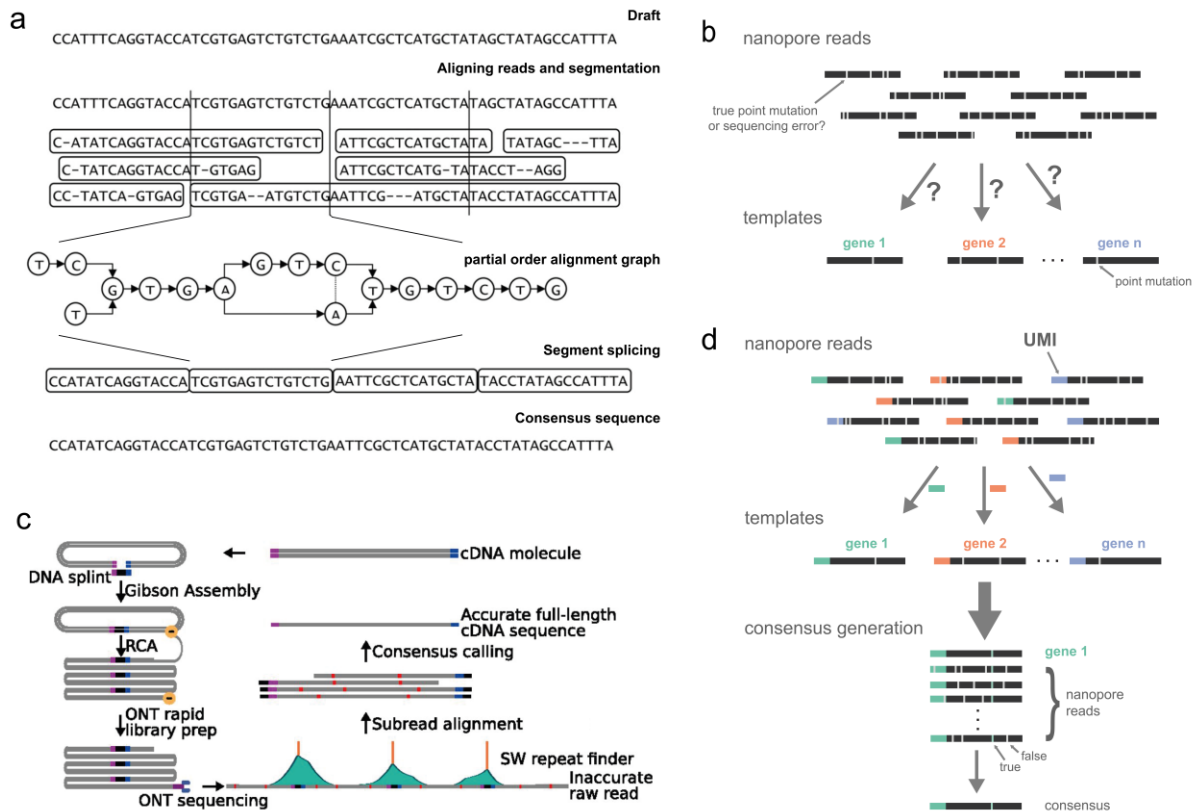 a
Draft
CCATTTCAGGTACCATCGTGAGTCTGTCTGAAATCGCTCATGCTATAGCTATAGCCATTTA
Aligning reads and segmentation
CCATTTCAGGTACCATCGTGAGTCTGTCTGAAATCGCTCATGCTATAGCTATAGCCATTTA
C-ATATCAGGTACCATCGTGAGTCTGTCT ATTCGCTCATGCTATA TATAGC---TTA
C-TATCAGGTACCAT-GTGAG ATTCGCTCATG-TATACCT--AGG
CC-TATCA-GTGAG TCGTGA--ATGTCTGAATTCG---ATGCTATACCTATAGCCATTTA
partial order alignment graph
T C G T C
G T G A T G T C T G
T A
Segment splicing
CCATATCAGGTACCA TCGTGAGTCTGTCTG AATTCGCTCATGCTA TACCTATAGCCATTTA
Consensus sequence
CCATATCAGGTACCATCGTGAGTCTGTCTGAATTCGCTCATGCTATACCTATAGCCATTTA
b
nanopore reads
true point mutation
or sequencing error?
? ? ?
templates
gene 1 gene 2 ... gene n
point mutation
c
cDNA molecule
DNA splint
Gibson Assembly
RCA
ONT rapid
library prep
ONT sequencing
Accurate full-length
cDNA sequence
Consensus calling
Subread alignment
SW repeat finder
Inaccurate
raw read
d
nanopore reads
UMI
templates
gene 1 gene 2 ... gene n
consensus generation
gene 1
nanopore
reads
true
false
consensus